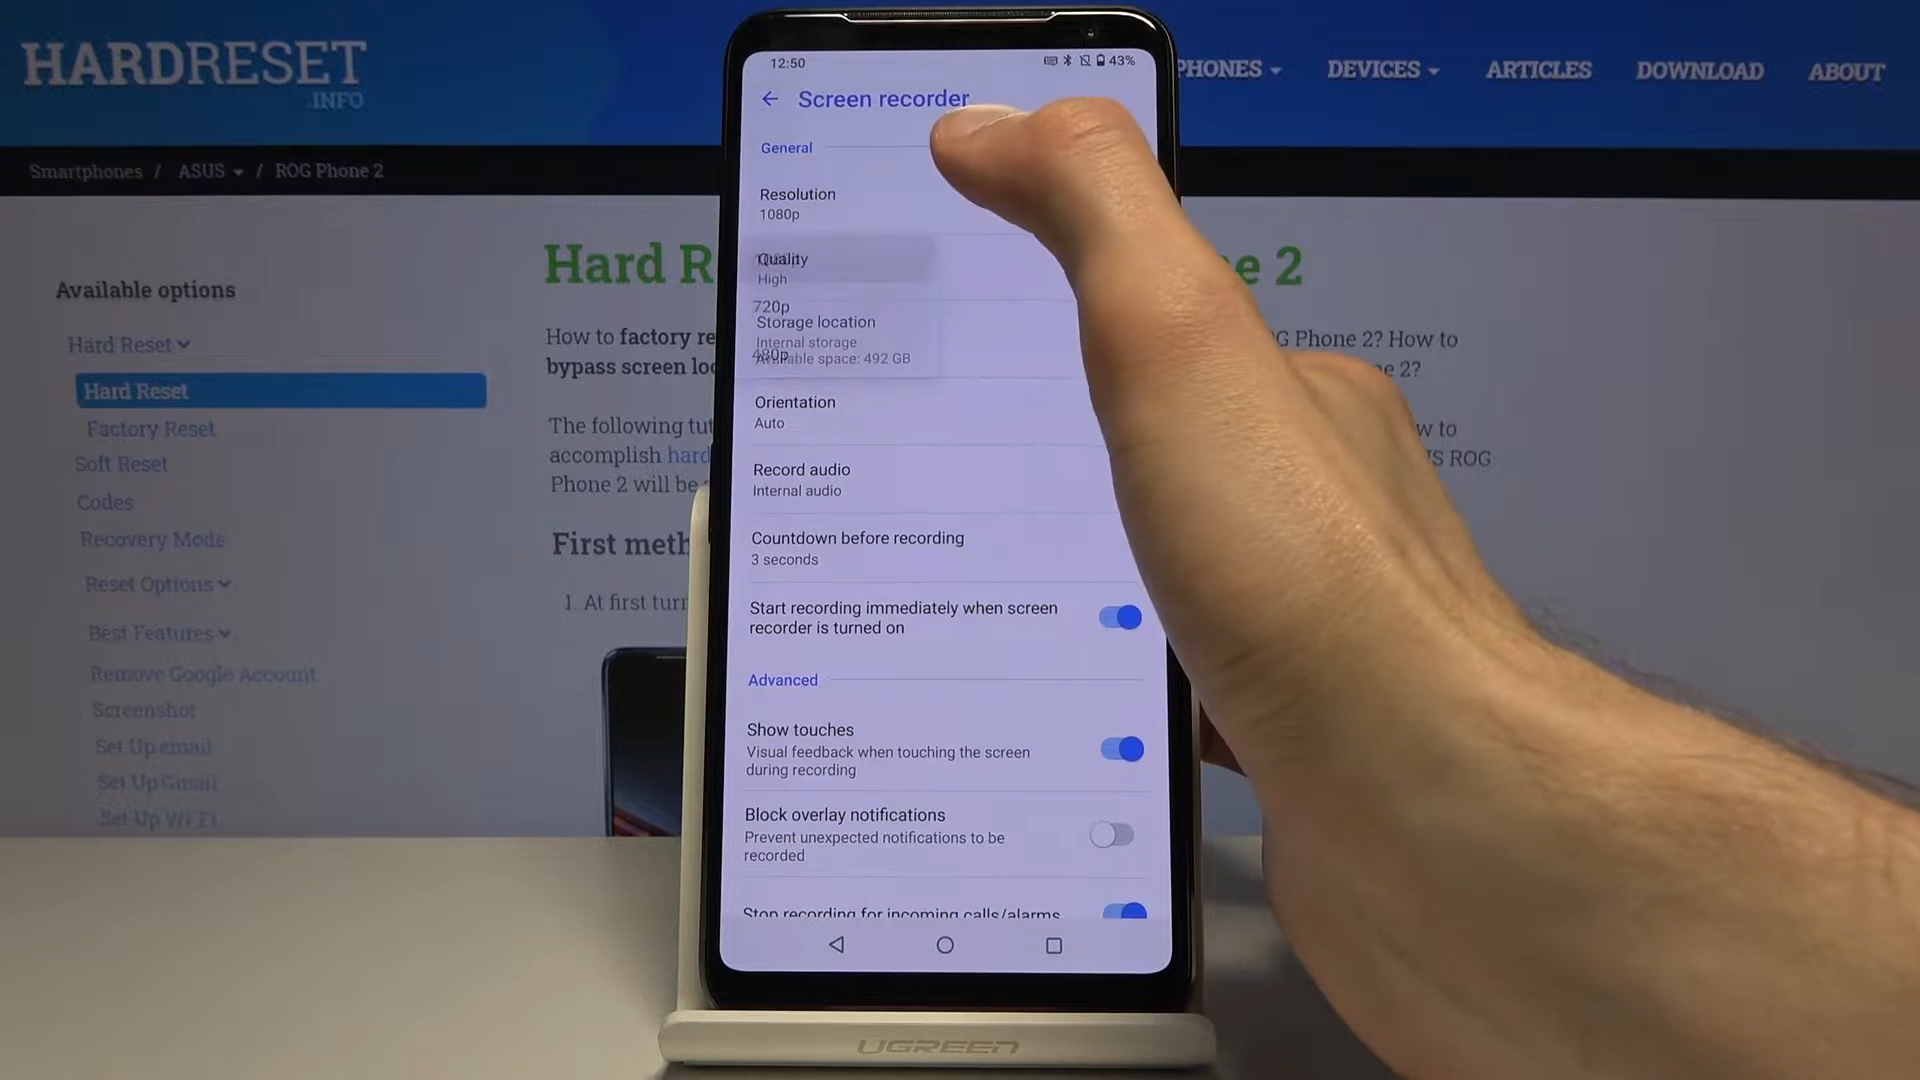 HARDRESET
.INFO
PHONES
DEVICES
ARTICLES
DOWNLOAD
ABOUT
Smartphones / ASUS / ROG Phone 2
Available options
Hard Reset
Hard Reset
Factory Reset
Soft Reset
Codes
Recovery Mode
Reset Options
Best Features
Remove Google Account
Screenshot
Set Up email
Set Up Gmail
Set Up Wi Fi
Hard R
e 2
How to factory re
G Phone 2? How to
bypass screen loc
e 2?
The following tut
w to
accomplish hard
S ROG
Phone 2 will be
First meth
1. At first turn
12:50
43%
Screen recorder
General
Resolution
1080p
Quality
High
720p
Storage location
Internal storage
480p
Available space: 492 GB
Orientation
Auto
Record audio
Internal audio
Countdown before recording
3 seconds
Start recording immediately when screen
recorder is turned on
Advanced
Show touches
Visual feedback when touching the screen
during recording
Block overlay notifications
Prevent unexpected notifications to be
recorded
Stop recording for incoming calls/alarms
UGREEN